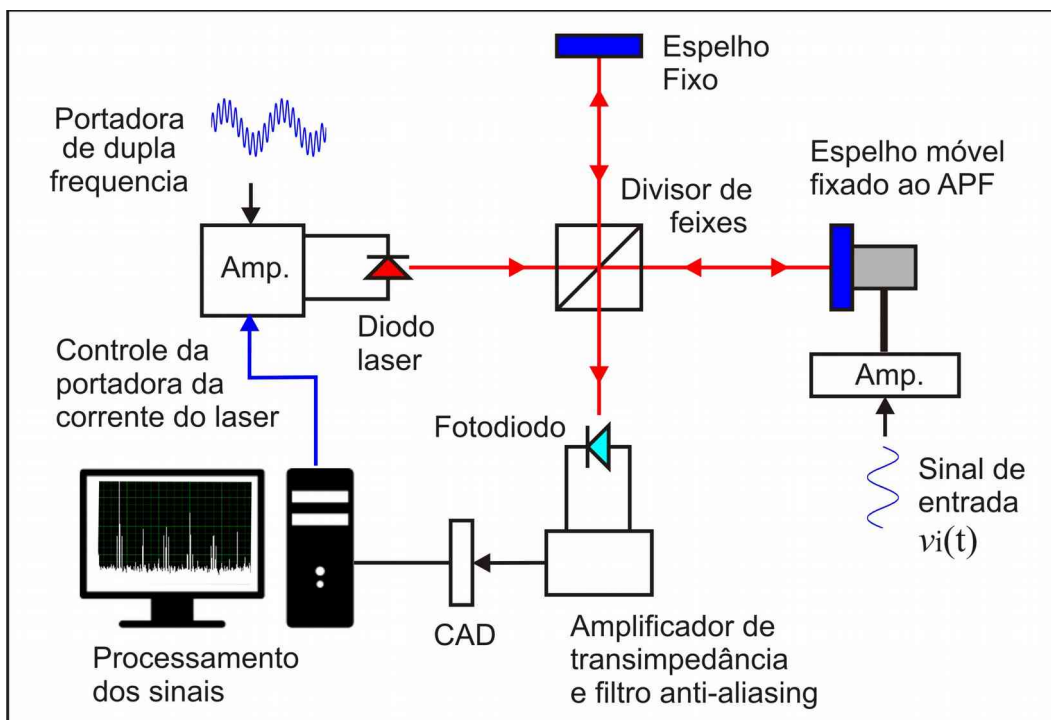 Espelho
Fixo
Portadora
de dupla
frequencia
Espelho móvel
fixado ao APF
Divisor de
feixes
Amp.
Diodo
laser
Controle da
portadora da
corrente do laser
Amp.
Fotodiodo
Sinal de
entrada
vi(t)
CAD
Processamento
dos sinais
Amplificador de
transimpedância
e filtro anti-aliasing